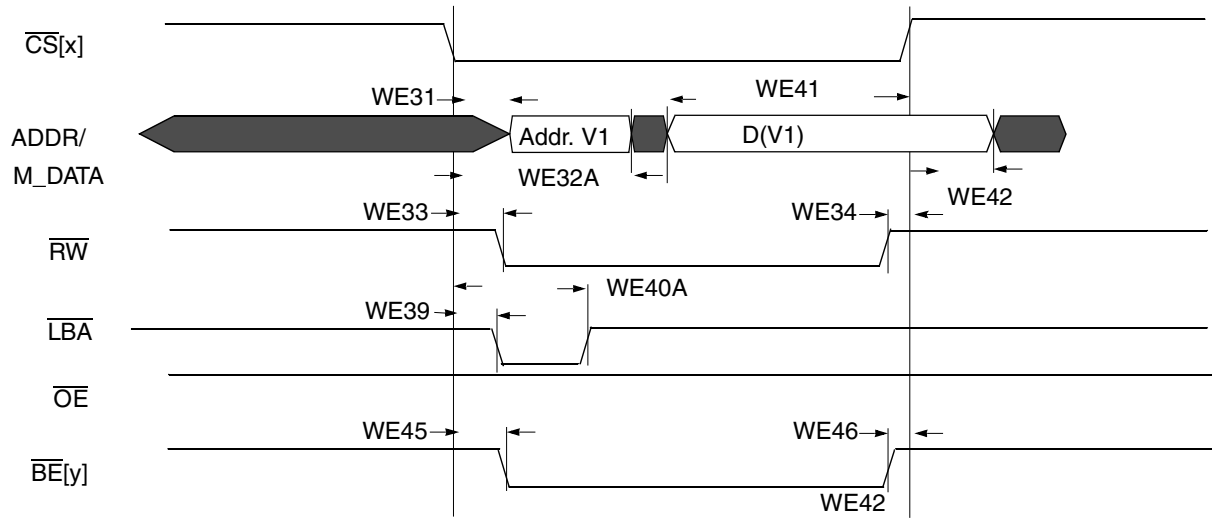 CS[x]
WE31
WE41
ADDR/
M_DATA
Addr. V1
D(V1)
WE32A
WE42
WE33
WE34
RW
WE40A
WE39
LBA
OE
WE45
WE46
BE[y]
WE42